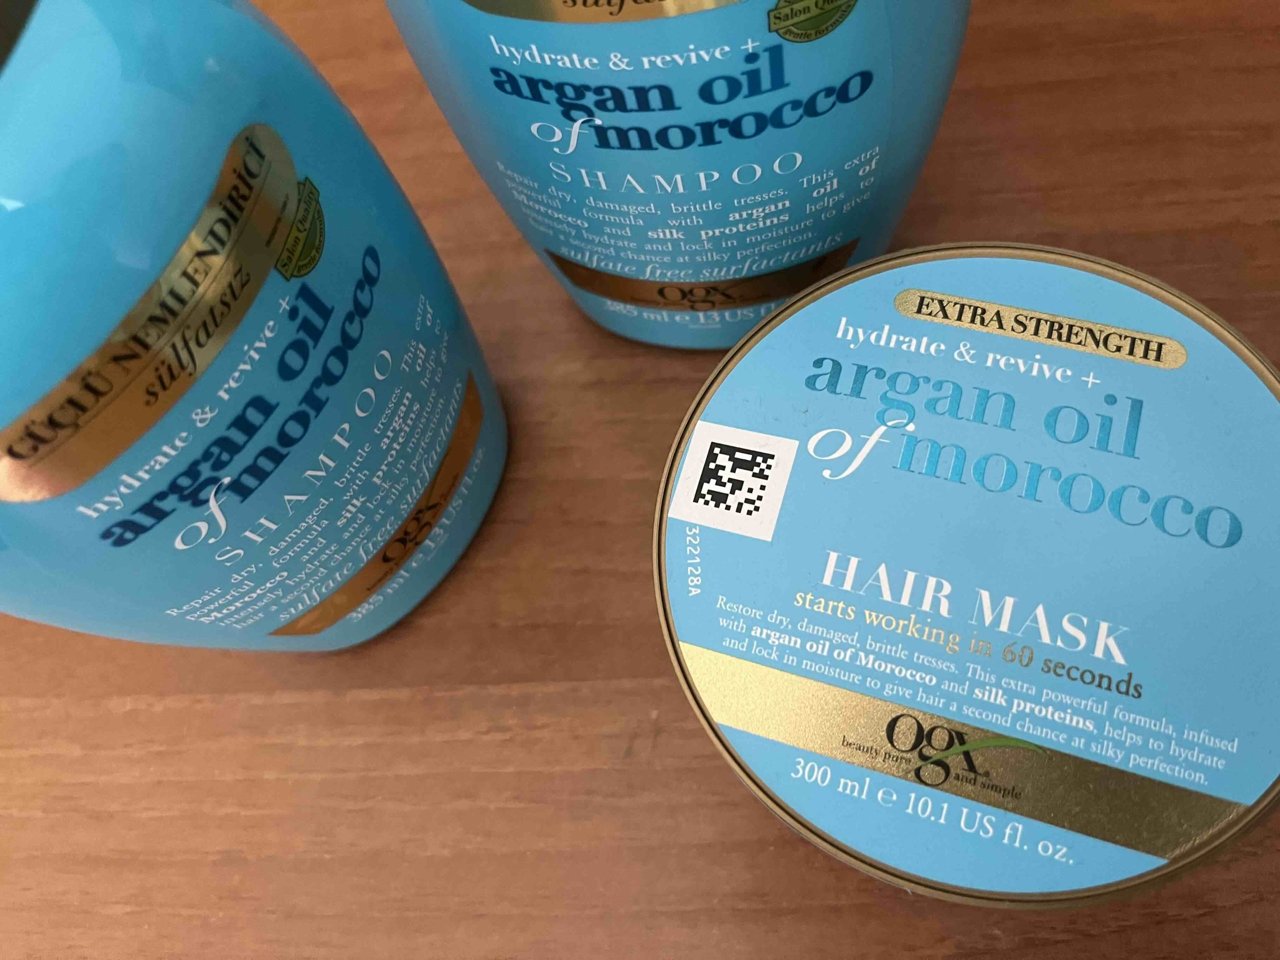 GÜÇLÜ NEMLENDİRİCİ
sülfatsız
Salon Quality
hydrate & revive +
argan oil
of morocco
SHAMPOO
Repair dry, damaged, brittle tresses. This extra
powerful formula with argan oil of
Morocco and silk proteins helps to
intensely hydrate and lock in moisture to give
hair a second chance at silky perfection.
sulfate free surfactants
ogx
385 ml e 13 US fl oz
Salon
gentle formula
hydrate & revive +
argan oil
of morocco
SHAMPOO
Repair dry, damaged, brittle tresses. This extra
powerful formula with argan oil of
Morocco and silk proteins helps to
intensely hydrate and lock in moisture to give
a second chance at silky perfection.
sulfate free surfactants
ogx
385 ml e 13 US
EXTRA STRENGTH
hydrate & revive +
argan oil
of morocco
322128A
HAIR MASK
starts working in 60 seconds
Restore dry, damaged, brittle tresses. This extra powerful formula, infused
with argan oil of Morocco and silk proteins, helps to hydrate
and lock in moisture to give hair a second chance at silky perfection.
ogx
beauty pure and simple
300 ml e 10.1 US fl. oz.